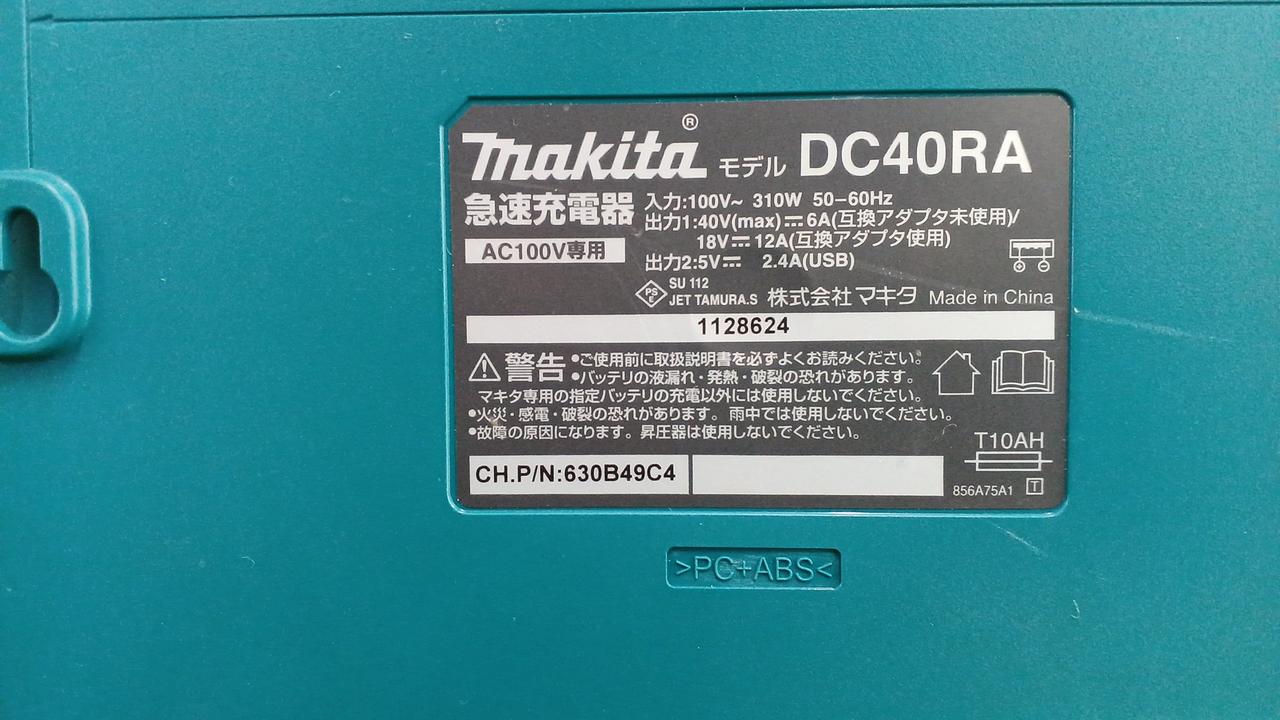 makita® モデル DC40RA
急速充電器
AC100V専用
入力:100V~ 310W 50-60Hz
出力1:40V(max)⎓6A(互換アダプタ未使用)/
18V⎓12A(互換アダプタ使用)
出力2:5V⎓ 2.4A(USB)
PS
E
SU 112
JET TAMURA.S 株式会社マキタ Made in China
1128624
⚠警告 •ご使用前に取扱説明書を必ずよくお読みください。
•バッテリの液漏れ・発熱・破裂の恐れがあります。
マキタ専用の指定バッテリの充電以外には使用しないでください。
•火災・感電・破裂の恐れがあります。雨中では使用しないでください。
•故障の原因になります。昇圧器は使用しないでください。
T10AH
CH.P/N:630B49C4
856A75A1 T
>PC+ABS<